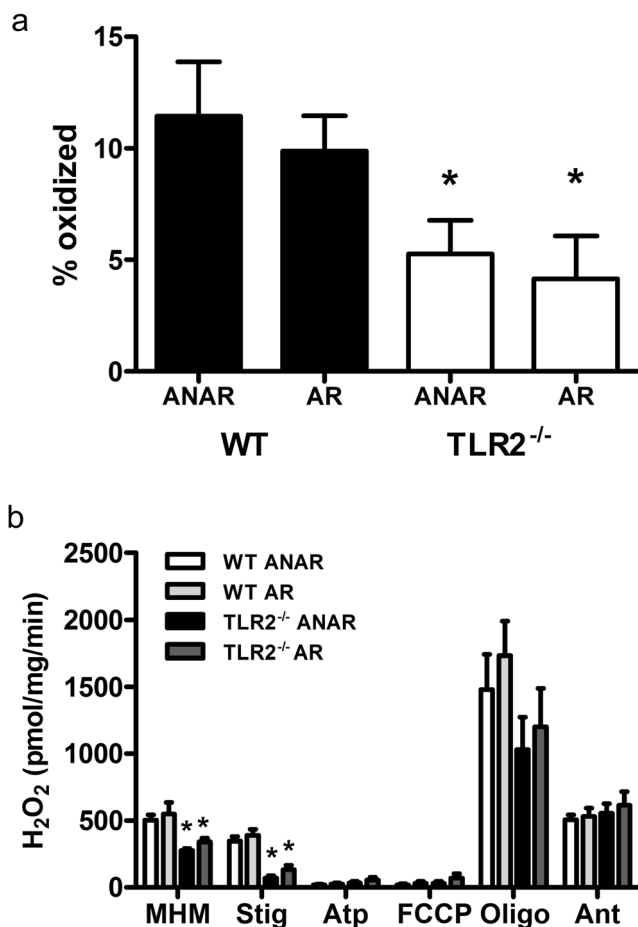 a
15
10
5
0
% oxidized
* *
ANAR AR ANAR AR
WT TLR2⁻/⁻
b
2500
2000
1500
1000
500
0
H₂O₂ (pmol/mg/min)
WT ANAR
WT AR
TLR2⁻/⁻ ANAR
TLR2⁻/⁻ AR
* * * *
MHM Stig Atp FCCP Oligo Ant